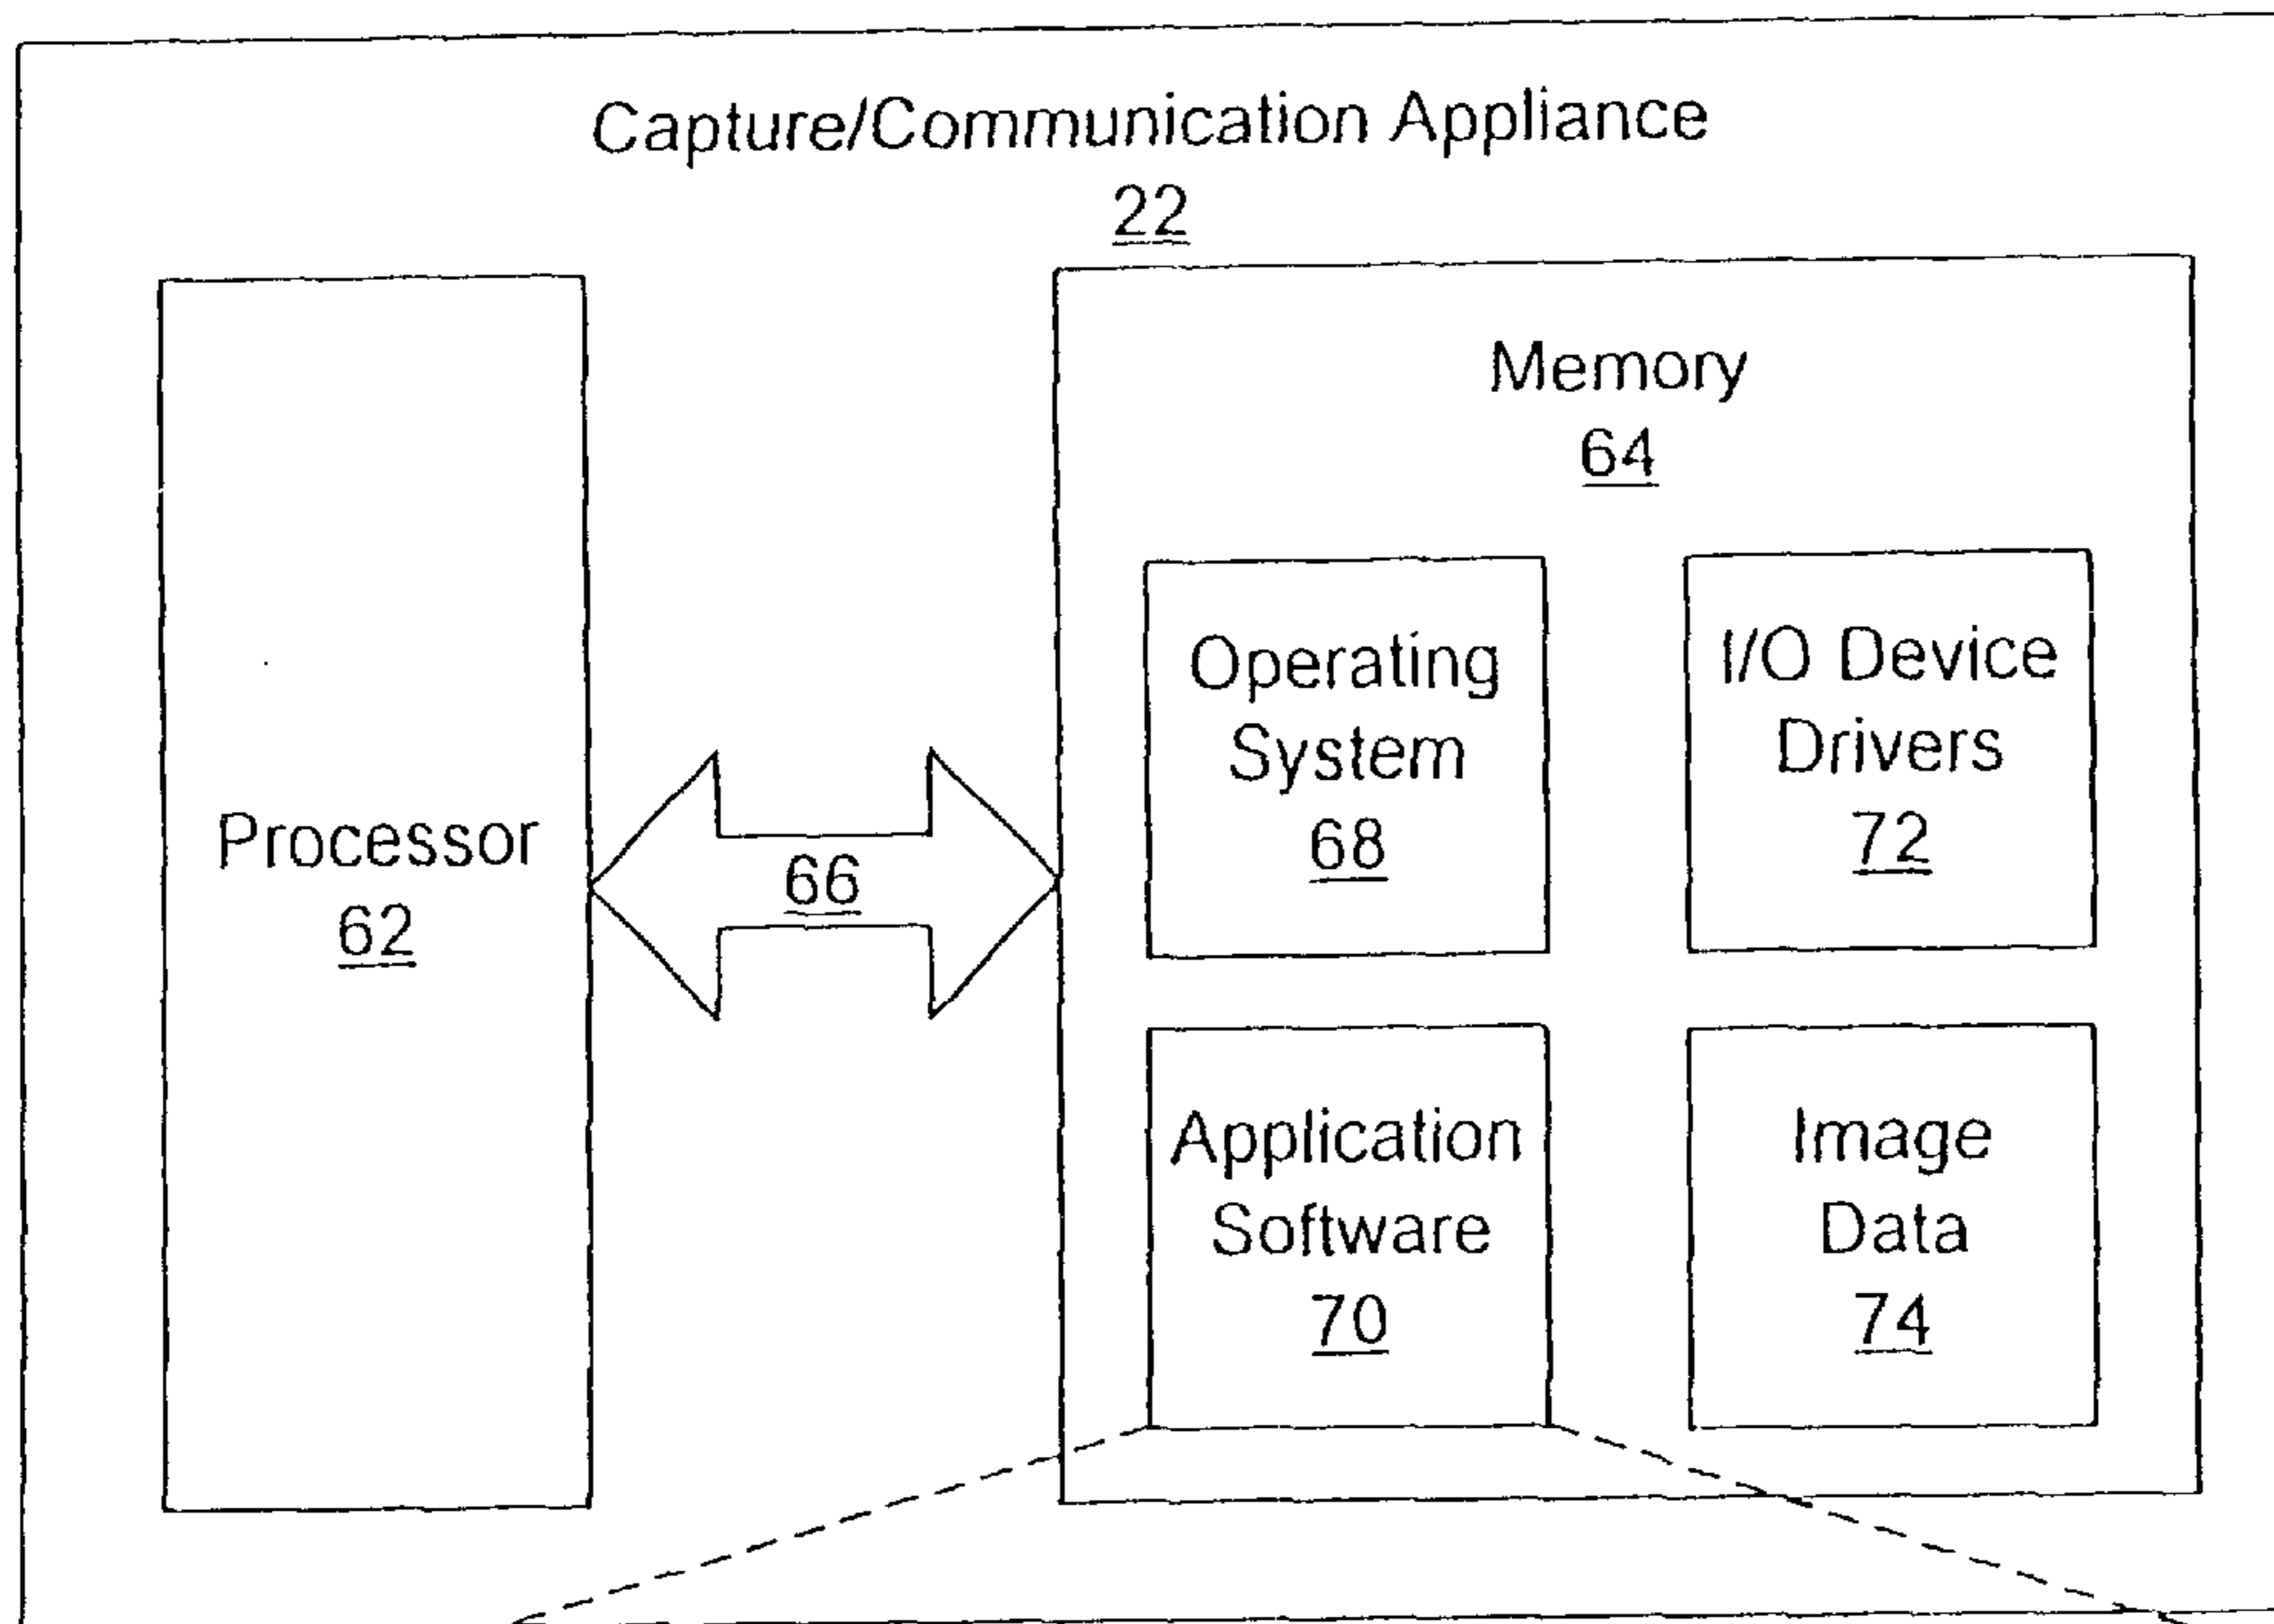 Capture/Communication Appliance
22
Memory
64
Operating
System
68
I/O Device
Drivers
72
Processor
62
66
Application
Software
70
Image
Data
74